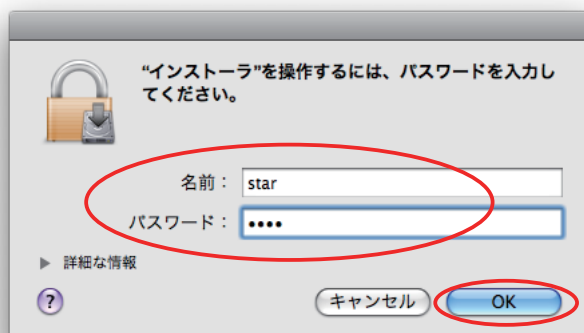 “インストーラ”を操作するには、パスワードを入力し
てください。
名前： star
パスワード： ••••
▶ 詳細な情報
? キャンセル OK